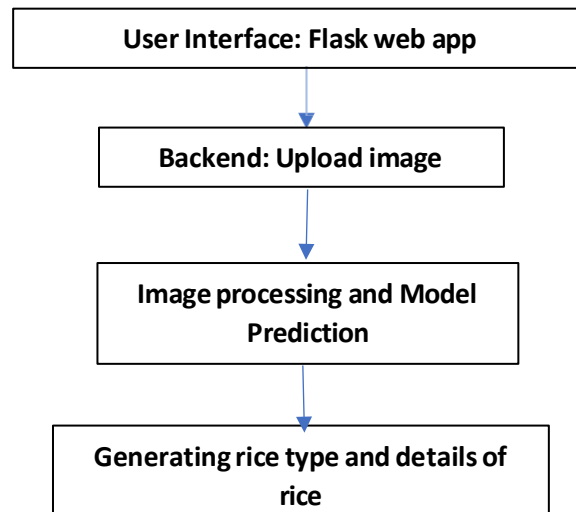 User Interface: Flask web app
Backend: Upload image
Image processing and Model
Prediction
Generating rice type and details of
rice